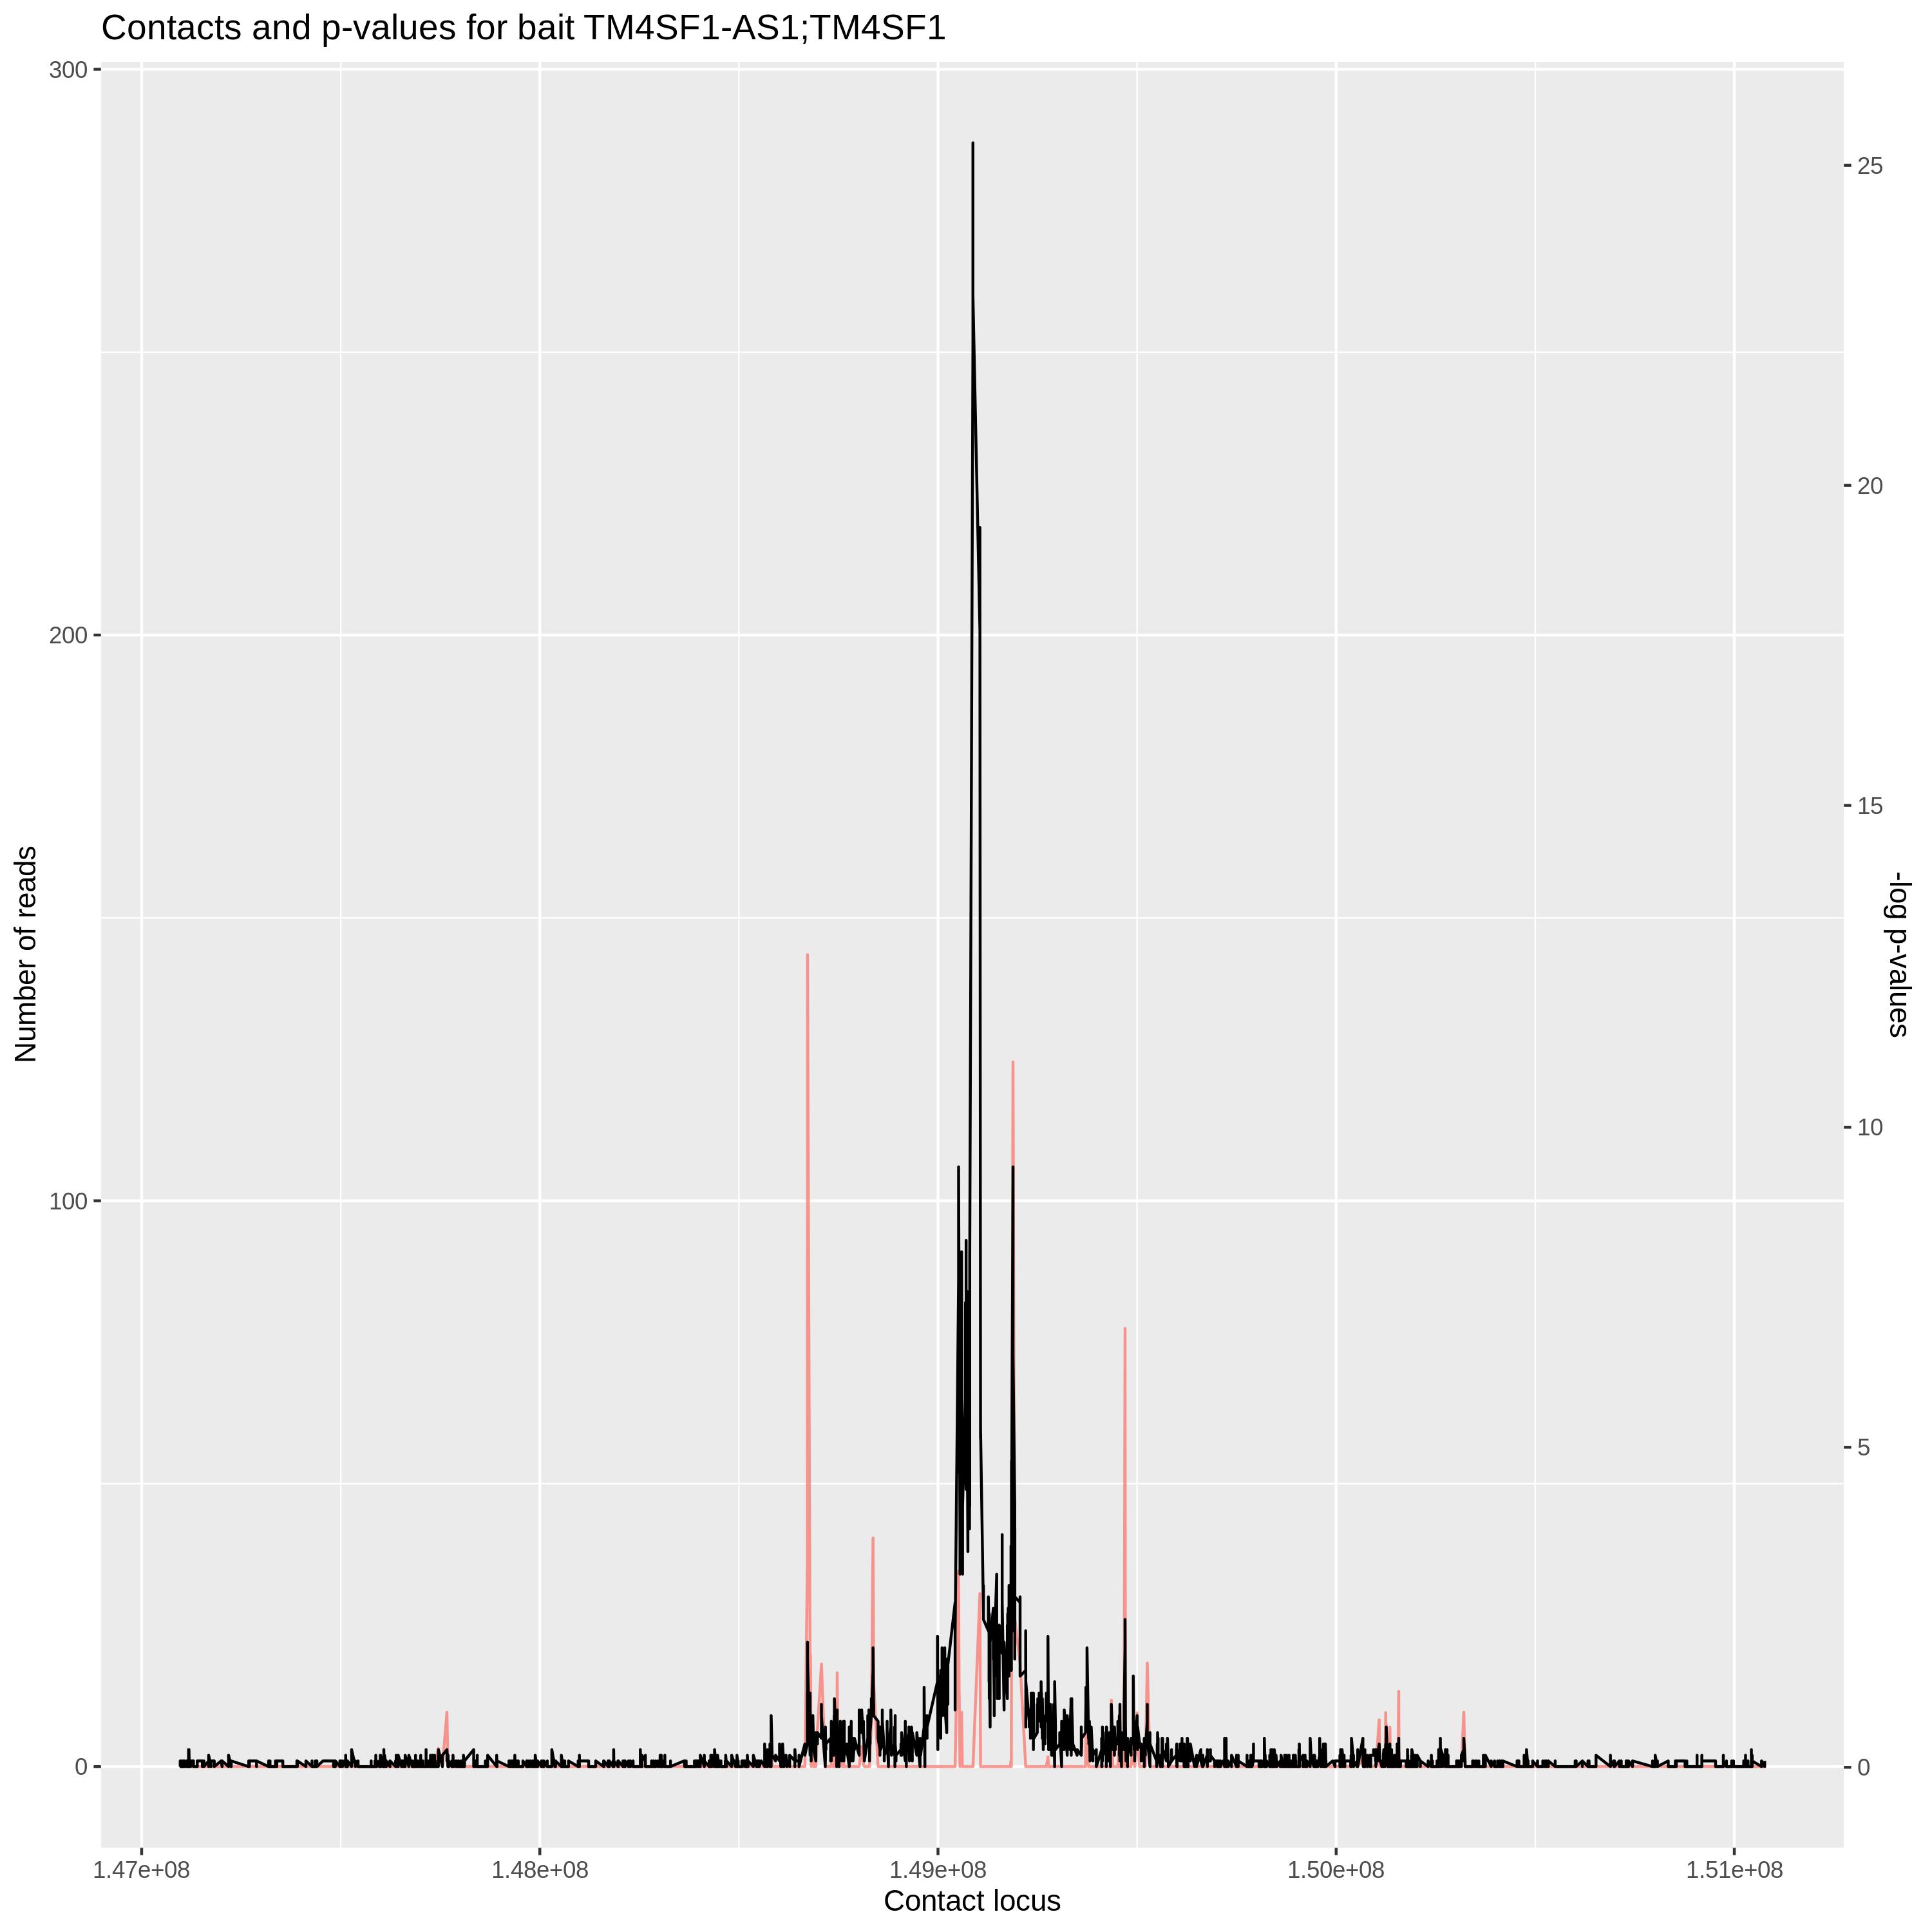 Contacts and p-values for bait TM4SF1-AS1;TM4SF1
300
200
100
0
Number of reads
25
20
15
10
5
0
-log p-values
1.47e+08 1.48e+08 1.49e+08 1.50e+08 1.51e+08
Contact locus